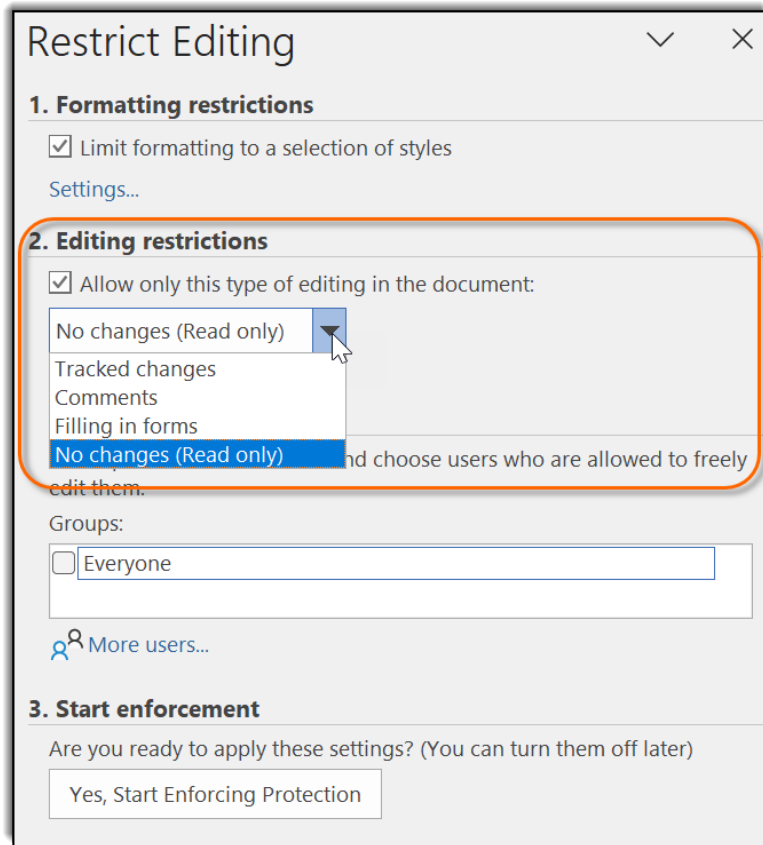 Restrict Editing
1. Formatting restrictions
Limit formatting to a selection of styles
Settings...
2. Editing restrictions
Allow only this type of editing in the document:
No changes (Read only)
Tracked changes
Comments
Filling in forms
No changes (Read only)
nd choose users who are allowed to freely
edit them.
Groups:
Everyone
More users...
3. Start enforcement
Are you ready to apply these settings? (You can turn them off later)
Yes, Start Enforcing Protection